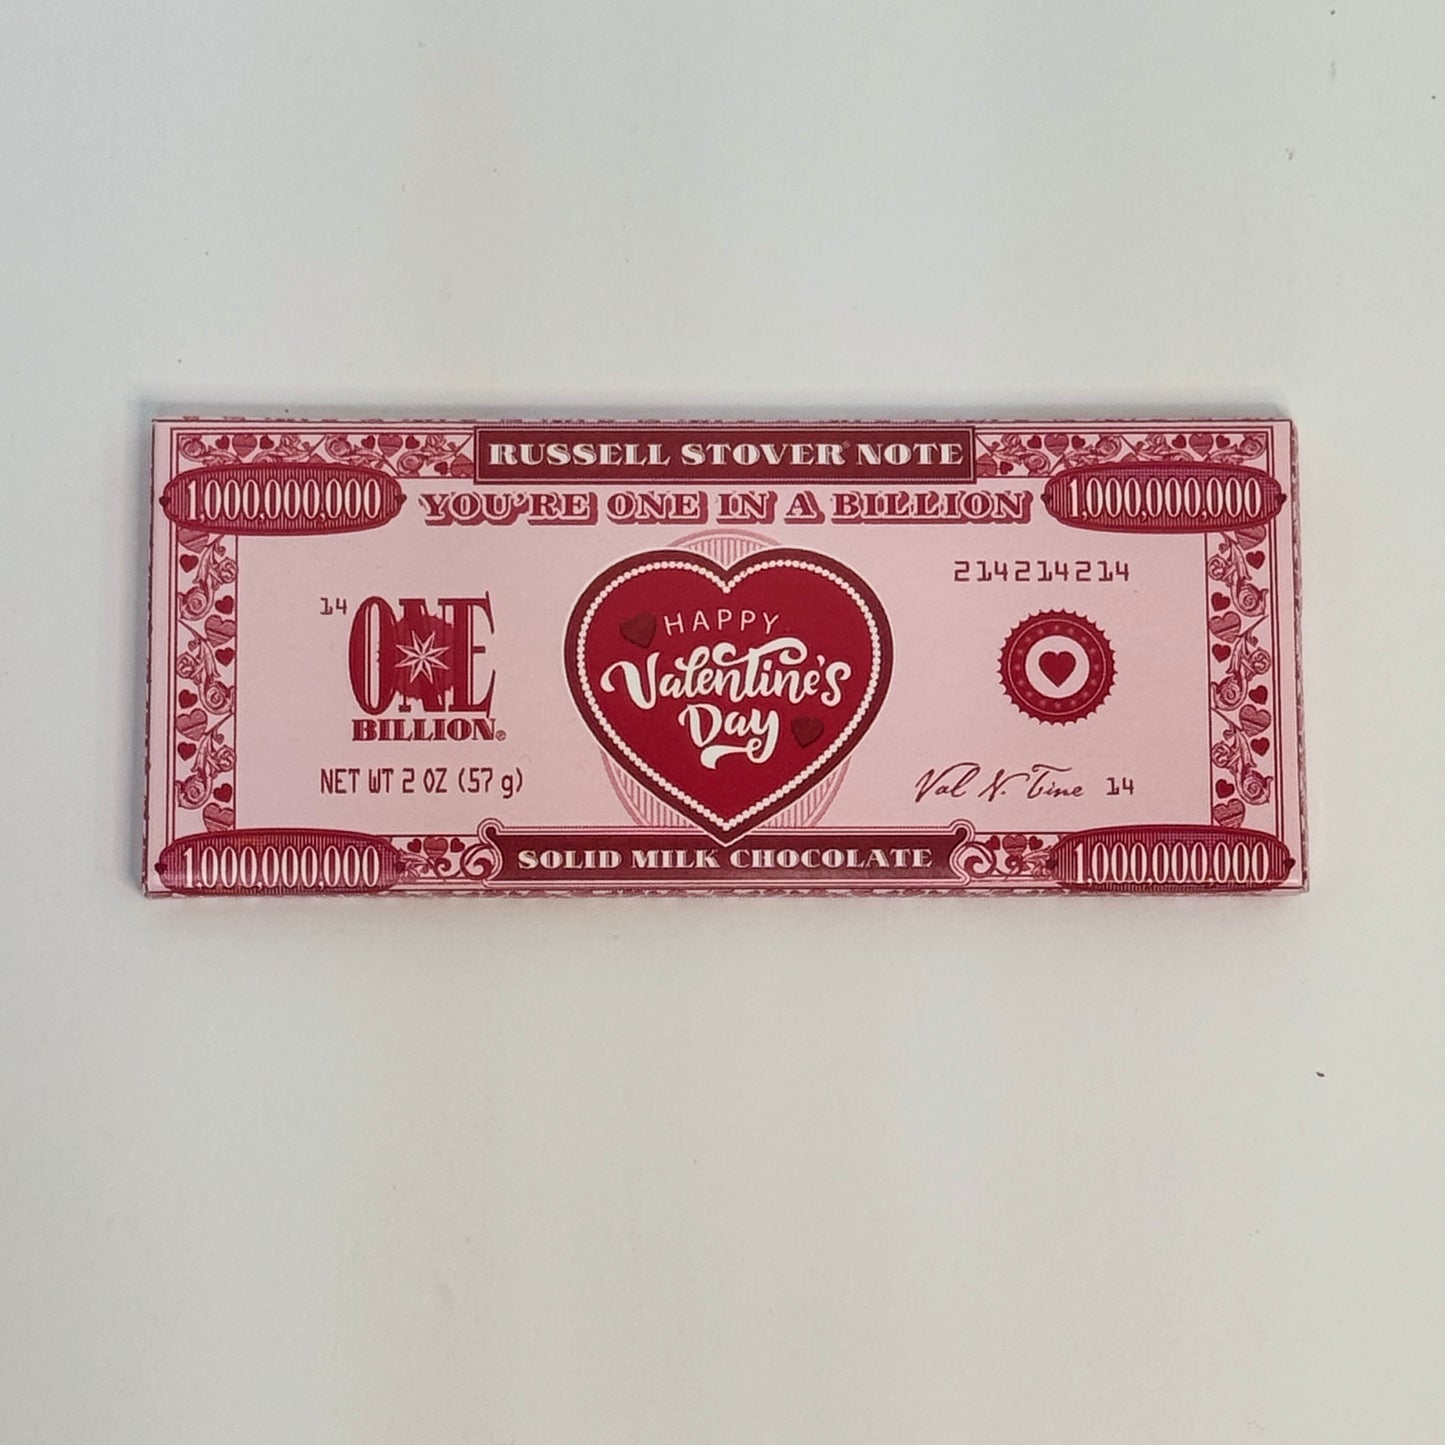 RUSSELL STOVER NOTE
1,000,000,000
YOU'RE ONE IN A BILLION
1,000,000,000
214214214
14
ONE
BILLION®
HAPPY
Valentine's
Day
NET WT 2 OZ (57 g)
Val N. Tine 14
1,000,000,000
SOLID MILK CHOCOLATE
1,000,000,000